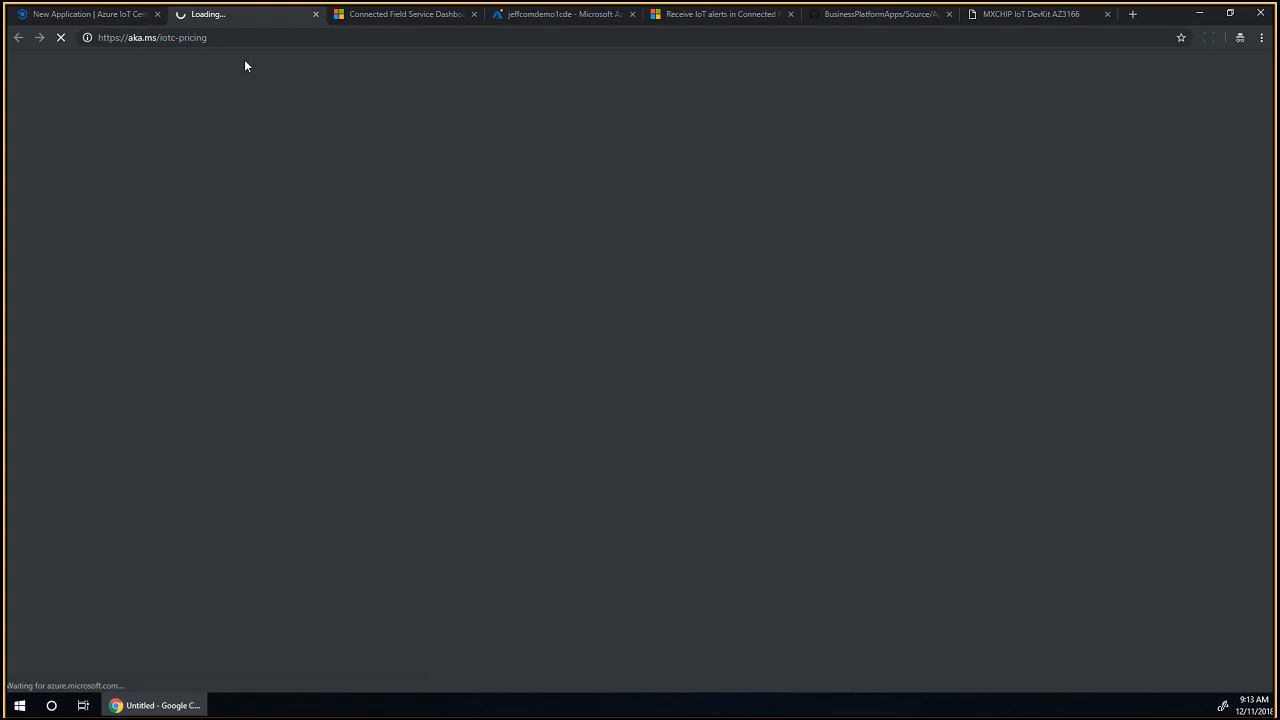 New Application | Azure IoT Cen
Loading...
Connected Field Service Dashboa
jeffcomdemo1cde - Microsoft Az
Receive IoT alerts in Connected F
BusinessPlatformApps/Source/A
MXCHIP IoT DevKit AZ3166
https://aka.ms/iotc-pricing
Waiting for azure.microsoft.com...
Untitled - Google C...
9:13 AM
12/11/2018